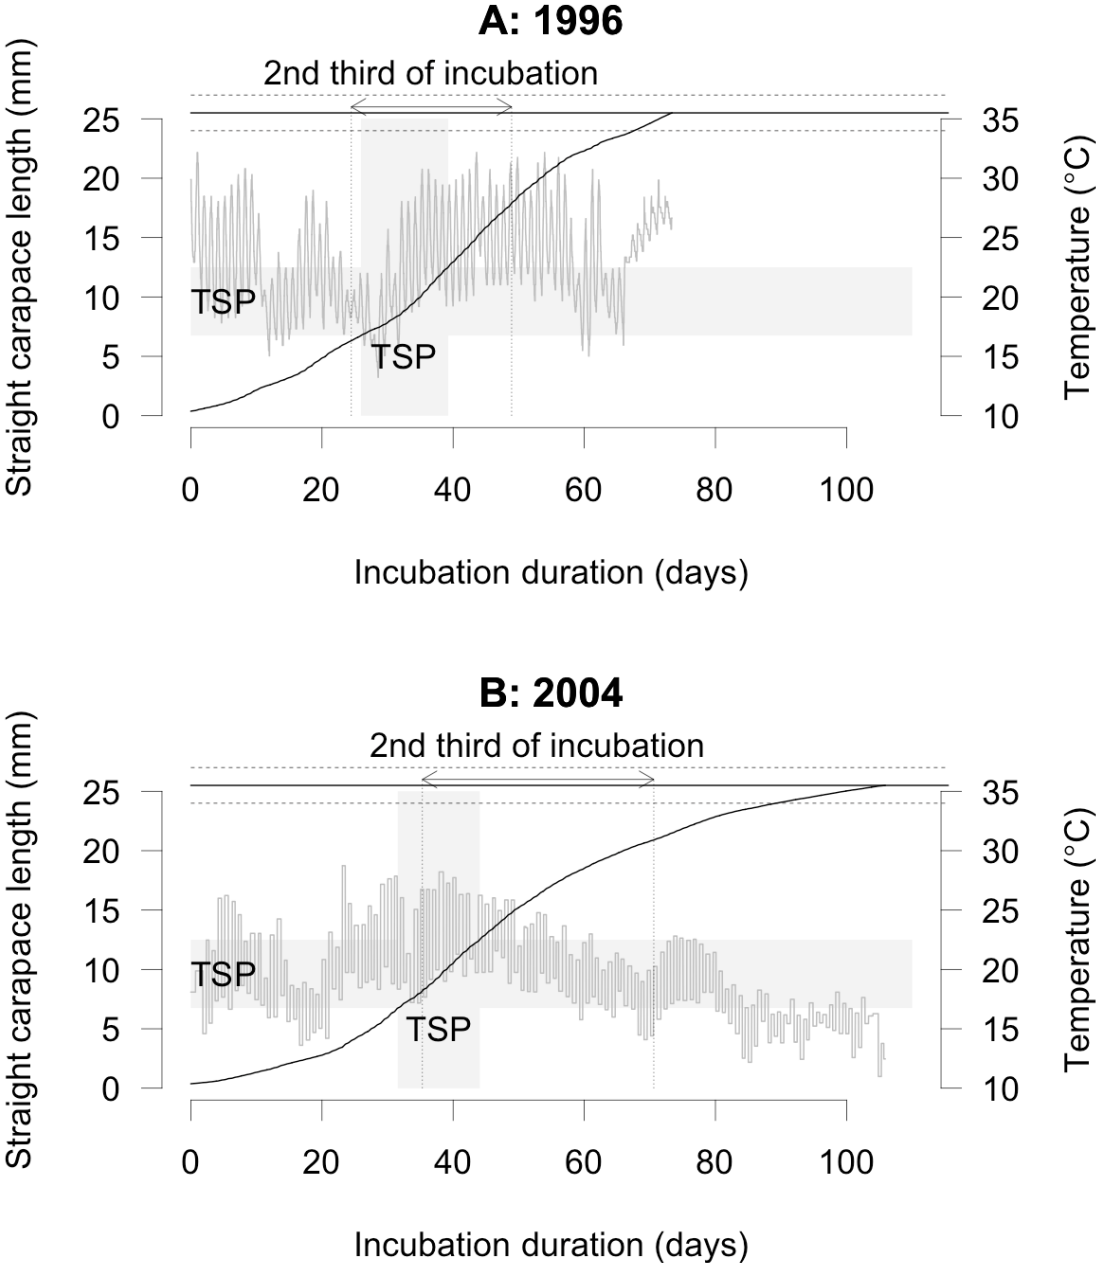 A: 1996
2nd third of incubation
Straight carapace length (mm)
25
20
15
10
5
0
TSP
TSP
35
30
25
20
15
10
Temperature (°C)
0 20 40 60 80 100
Incubation duration (days)
B: 2004
2nd third of incubation
Straight carapace length (mm)
25
20
15
10
5
0
TSP
TSP
35
30
25
20
15
10
Temperature (°C)
0 20 40 60 80 100
Incubation duration (days)